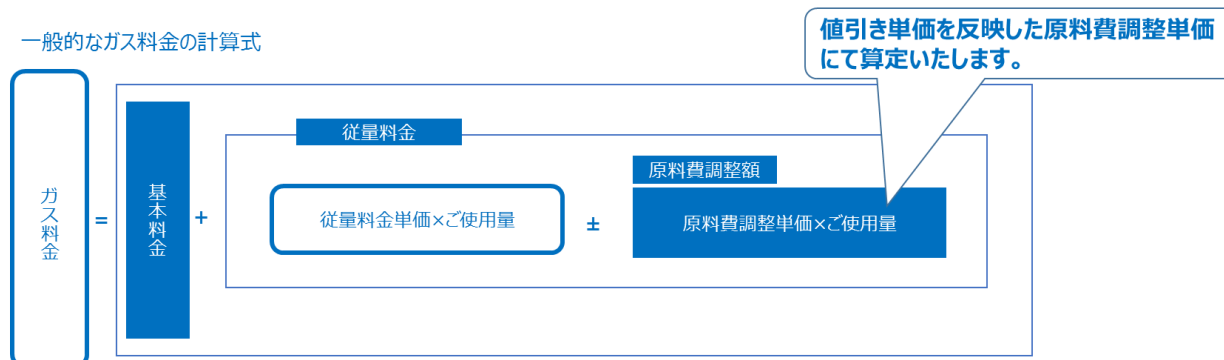 一般的なガス料金の計算式
値引き単価を反映した原料費調整単価
にて算定いたします。
ガス料金
=
基本料金
+
従量料金
従量料金単価×ご使用量
±
原料費調整額
原料費調整単価×ご使用量